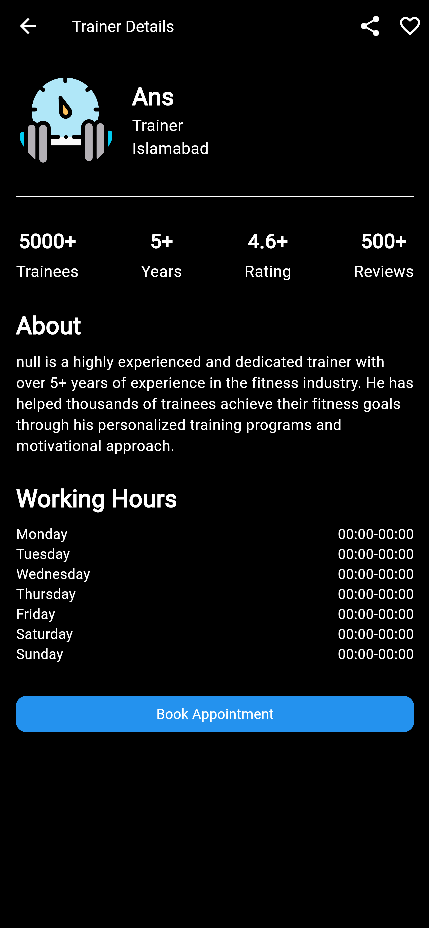 Trainer Details
Ans
Trainer
Islamabad
5000+ 5+ 4.6+ 500+
Trainees Years Rating Reviews
About
null is a highly experienced and dedicated trainer with
over 5+ years of experience in the fitness industry. He has
helped thousands of trainees achieve their fitness goals
through his personalized training programs and
motivational approach.
Working Hours
Monday 00:00-00:00
Tuesday 00:00-00:00
Wednesday 00:00-00:00
Thursday 00:00-00:00
Friday 00:00-00:00
Saturday 00:00-00:00
Sunday 00:00-00:00
Book Appointment